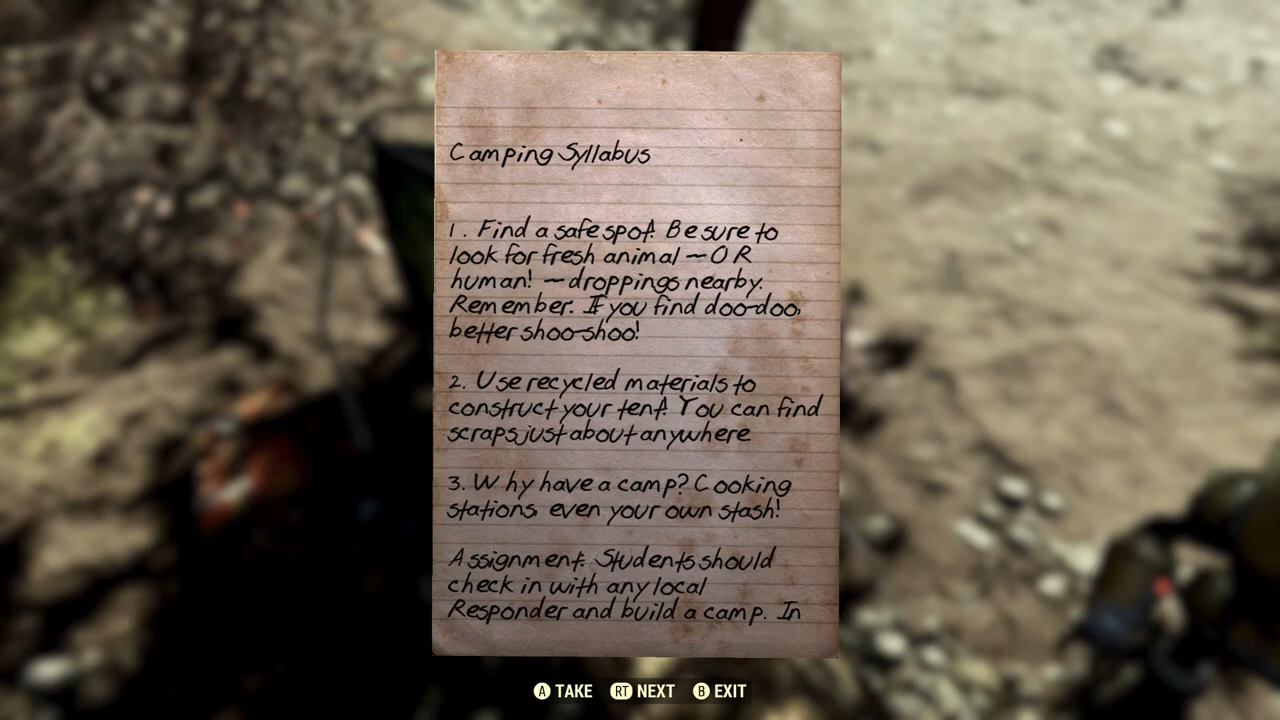 Camping Syllabus
1. Find a safe spot. Be sure to
look for fresh animal - OR
human! - droppings nearby.
Remember: If you find doo-doo,
better shoo-shoo!
2. Use recycled materials to
construct your tent. You can find
scraps just about anywhere.
3. Why have a camp? Cooking
stations, even your own stash!
Assignment: Students should
check in with any local
Responder and build a camp. In
A TAKE RT NEXT B EXIT